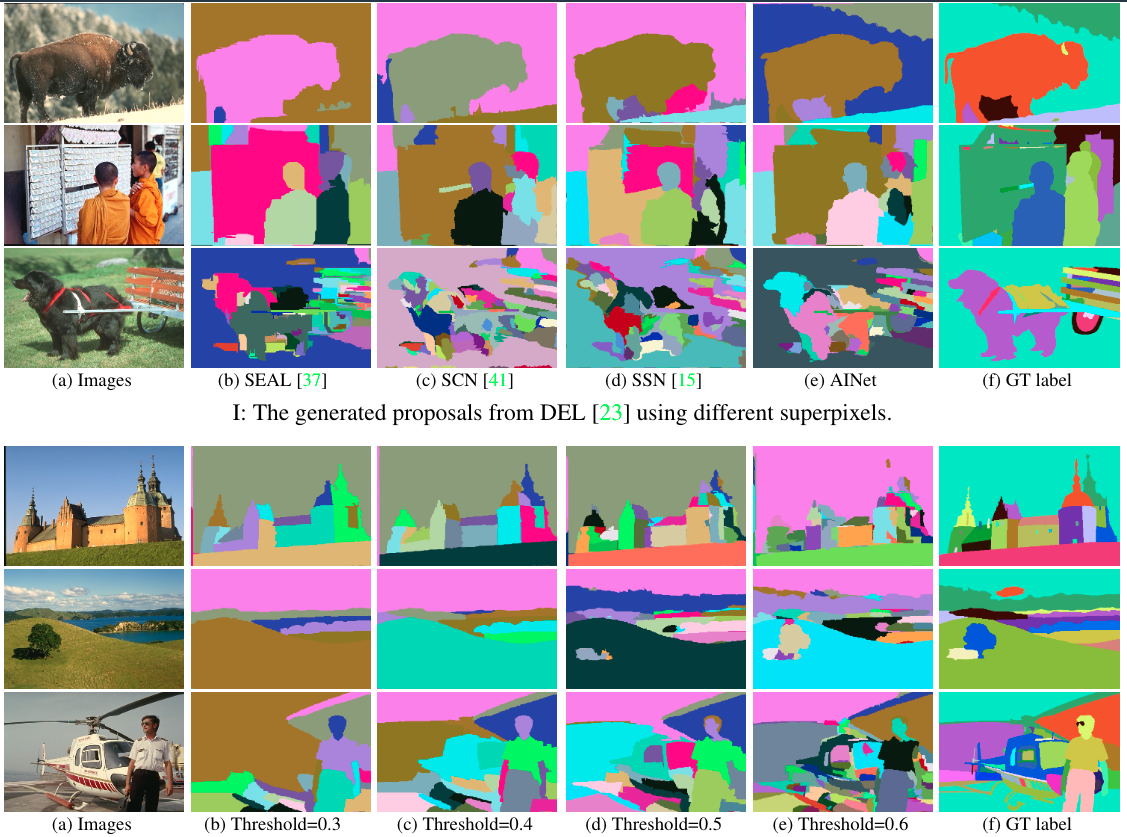 (a) Images (b) SEAL [37] (c) SCN [41] (d) SSN [15] (e) AINet (f) GT label
I: The generated proposals from DEL [23] using different superpixels.
(a) Images (b) Threshold=0.3 (c) Threshold=0.4 (d) Threshold=0.5 (e) Threshold=0.6 (f) GT label